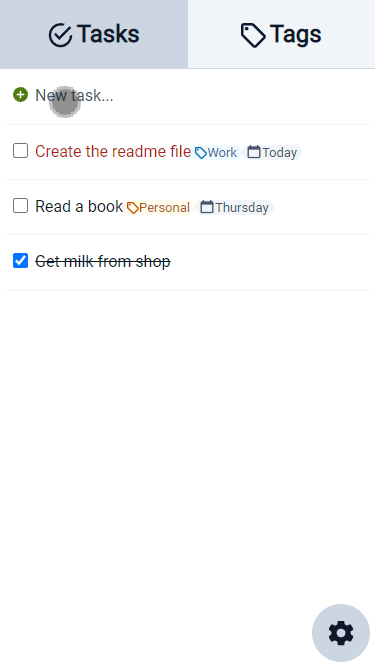 Tasks Tags
New task...
Create the readme file Work Today
Read a book Personal Thursday
Get milk from shop